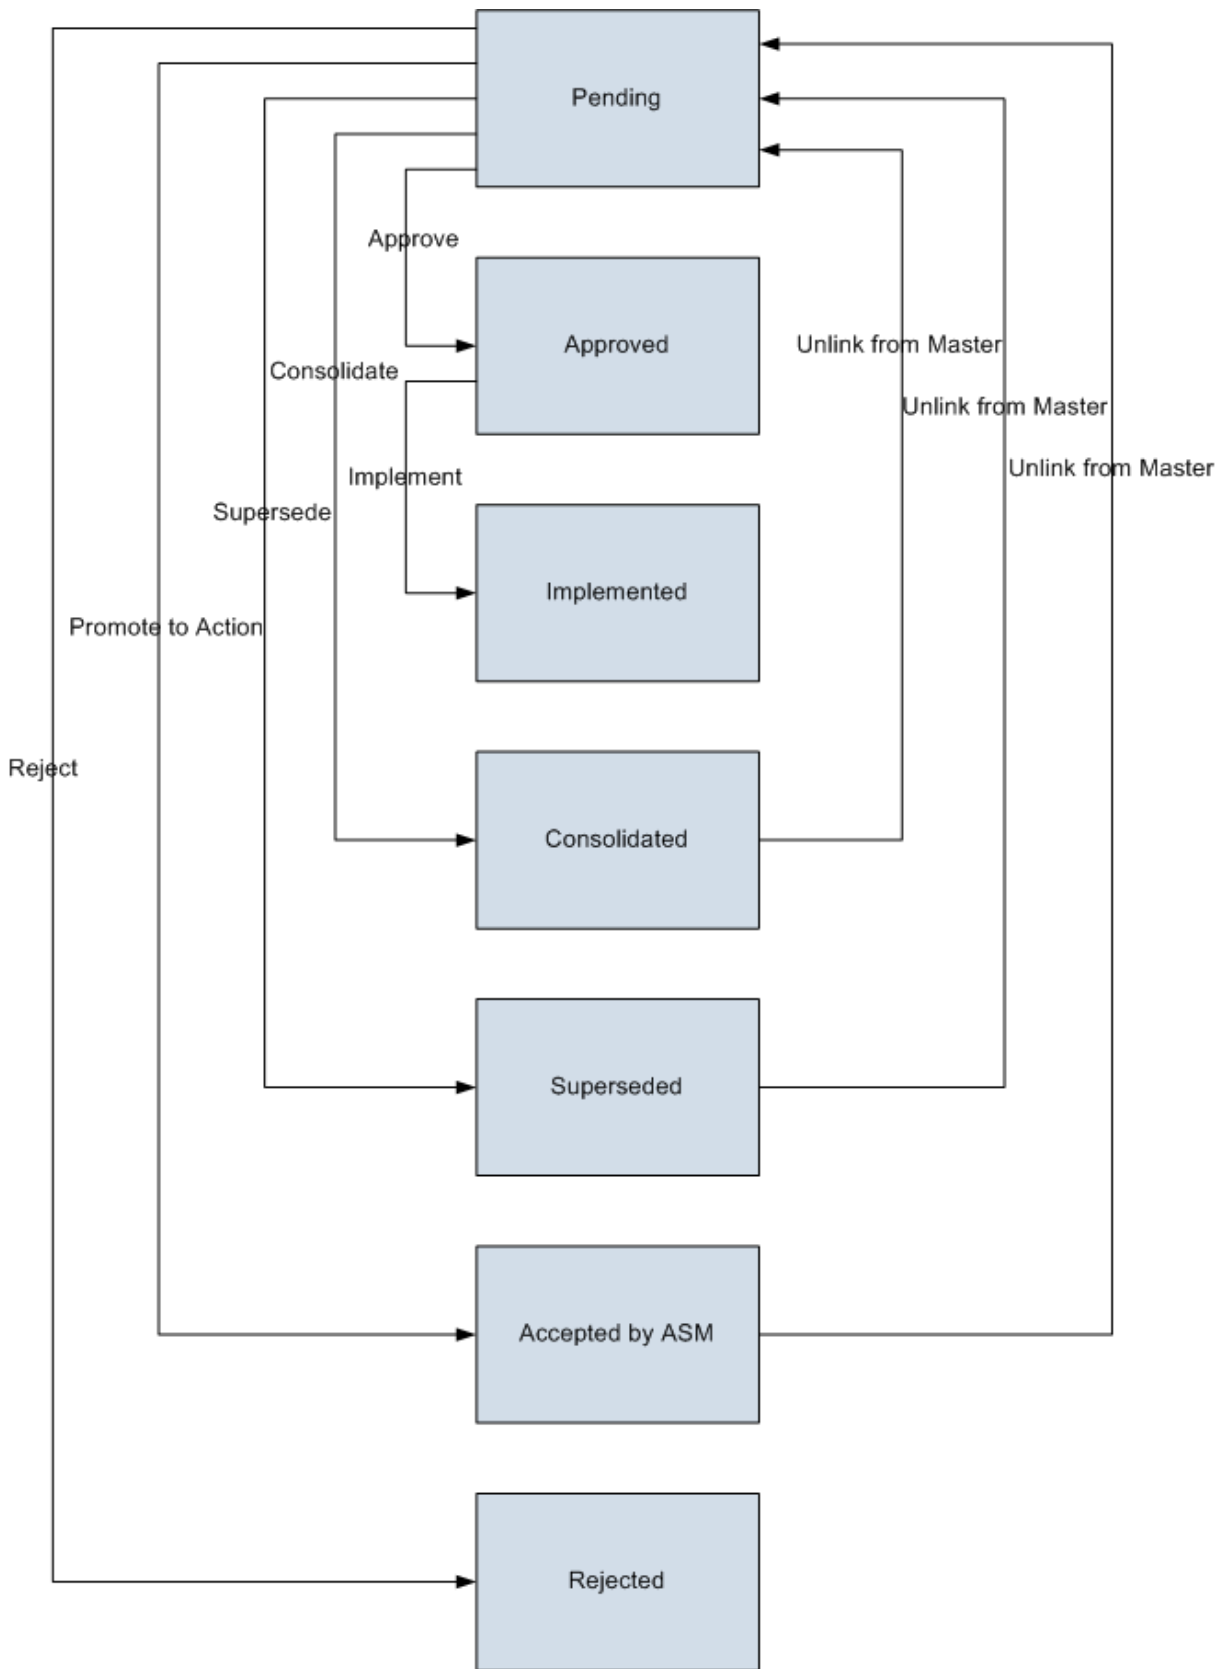 Pending
Approve
Approved
Unlink from Master
Consolidate
Unlink from Master
Unlink from Master
Implement
Supersede
Implemented
Promote to Action
Reject
Consolidated
Superseded
Accepted by ASM
Rejected